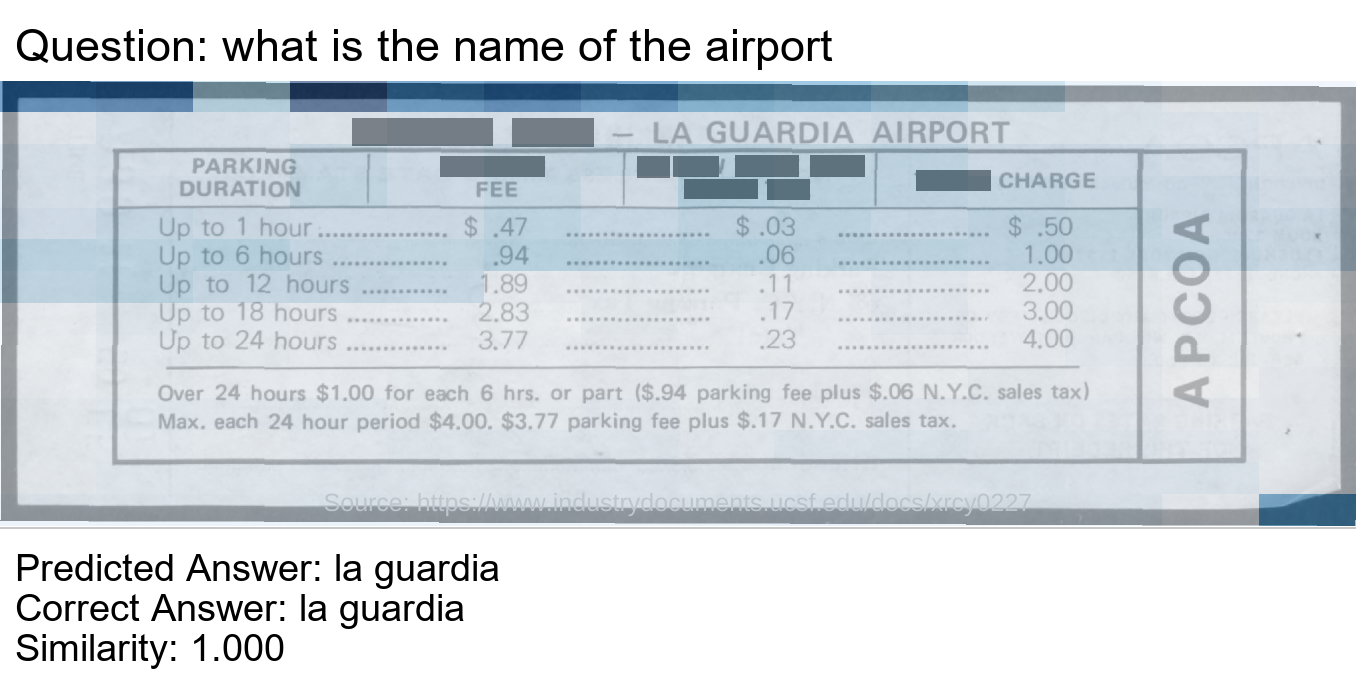 Question: what is the name of the airport
— LA GUARDIA AIRPORT
PARKING DURATION
FEE
/
CHARGE
Up to 1 hour ................. $ .47 ..................... $ .03 ...................... $ .50
Up to 6 hours ................ .94 ..................... .06 ...................... 1.00
Up to 12 hours ............ 1.89 ..................... .11 ...................... 2.00
Up to 18 hours .............. 2.83 ..................... .17 ...................... 3.00
Up to 24 hours .............. 3.77 ..................... .23 ...................... 4.00
Over 24 hours $1.00 for each 6 hrs. or part ($.94 parking fee plus $.06 N.Y.C. sales tax)
Max. each 24 hour period $4.00. $3.77 parking fee plus $.17 N.Y.C. sales tax.
APCOA
Source: https://www.industrydocuments.ucsf.edu/docs/xrcy0227
Predicted Answer: la guardia
Correct Answer: la guardia
Similarity: 1.000